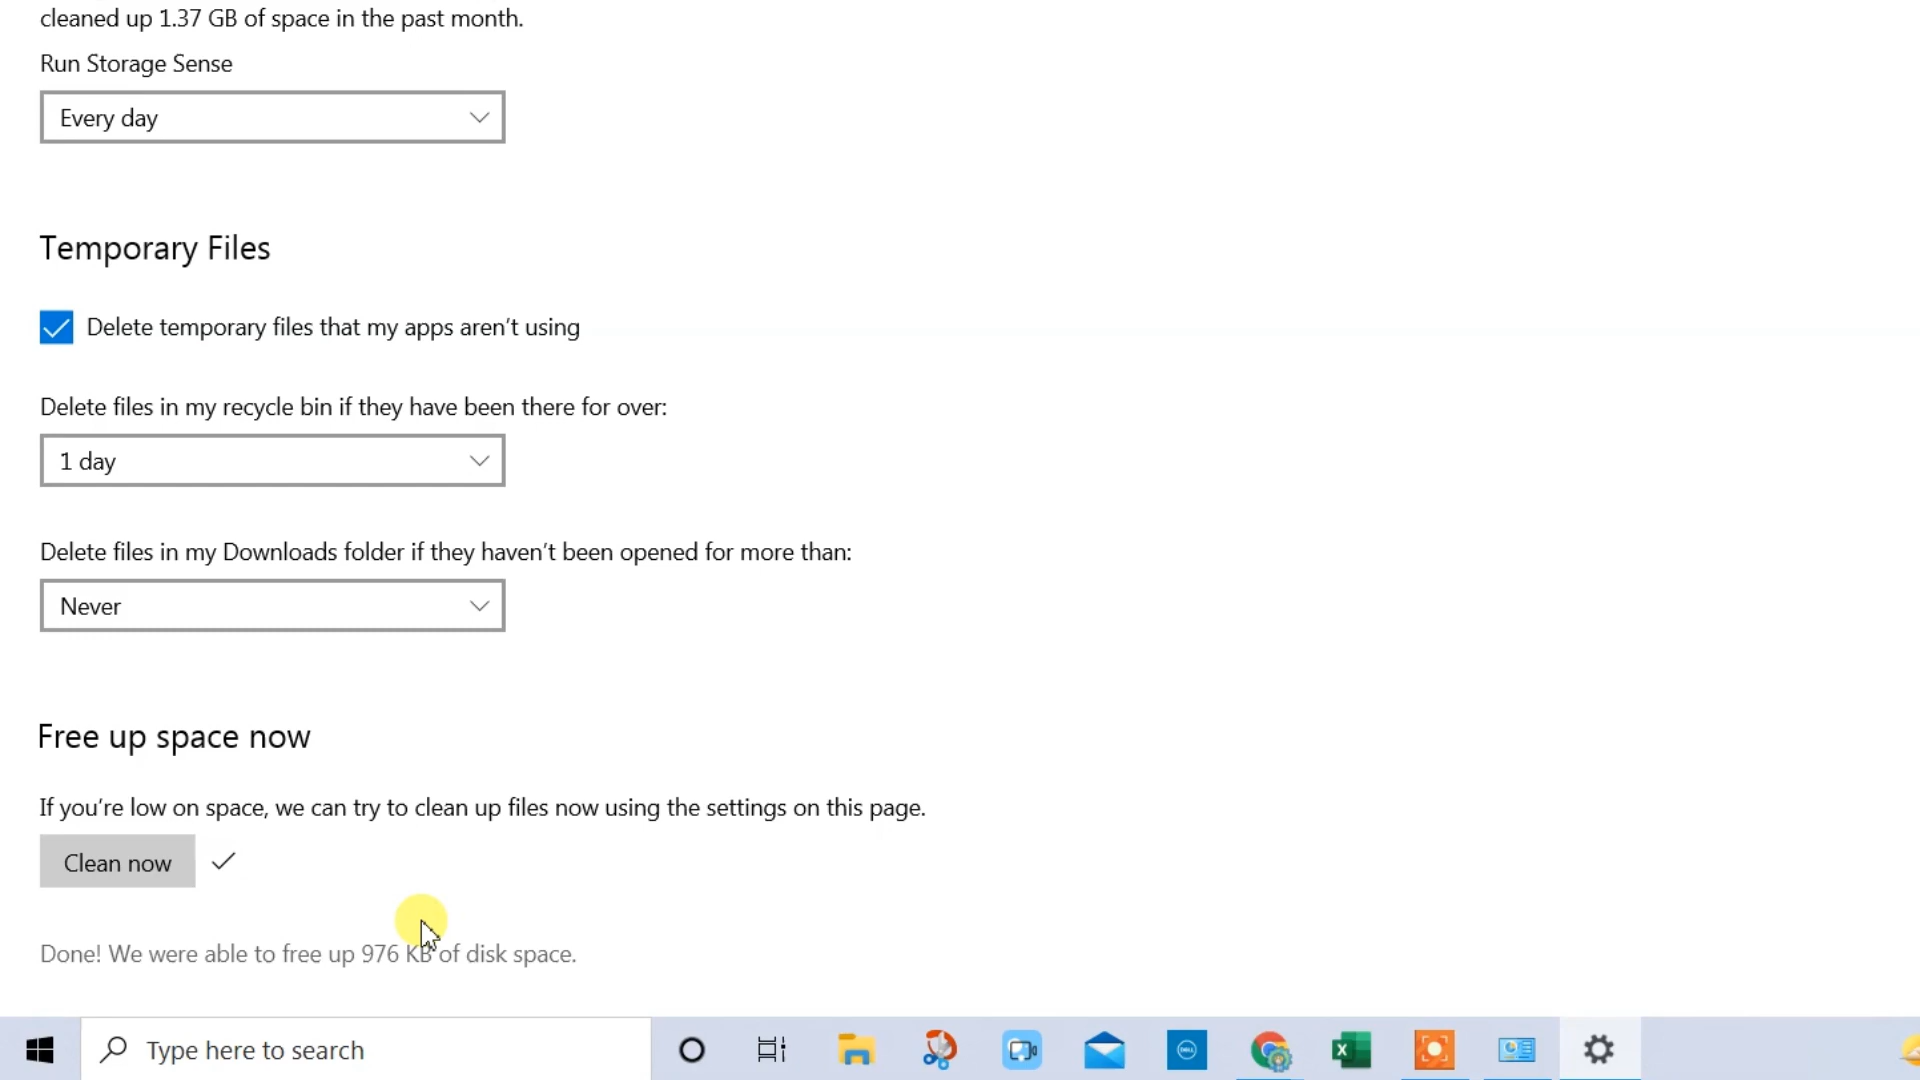 cleaned up 1.37 GB of space in the past month.
Run Storage Sense
Every day
Temporary Files
Delete temporary files that my apps aren't using
Delete files in my recycle bin if they have been there for over:
1 day
Delete files in my Downloads folder if they haven't been opened for more than:
Never
Free up space now
If you're low on space, we can try to clean up files now using the settings on this page.
Clean now
Done! We were able to free up 976 KB of disk space.
Type here to search
DELL
X